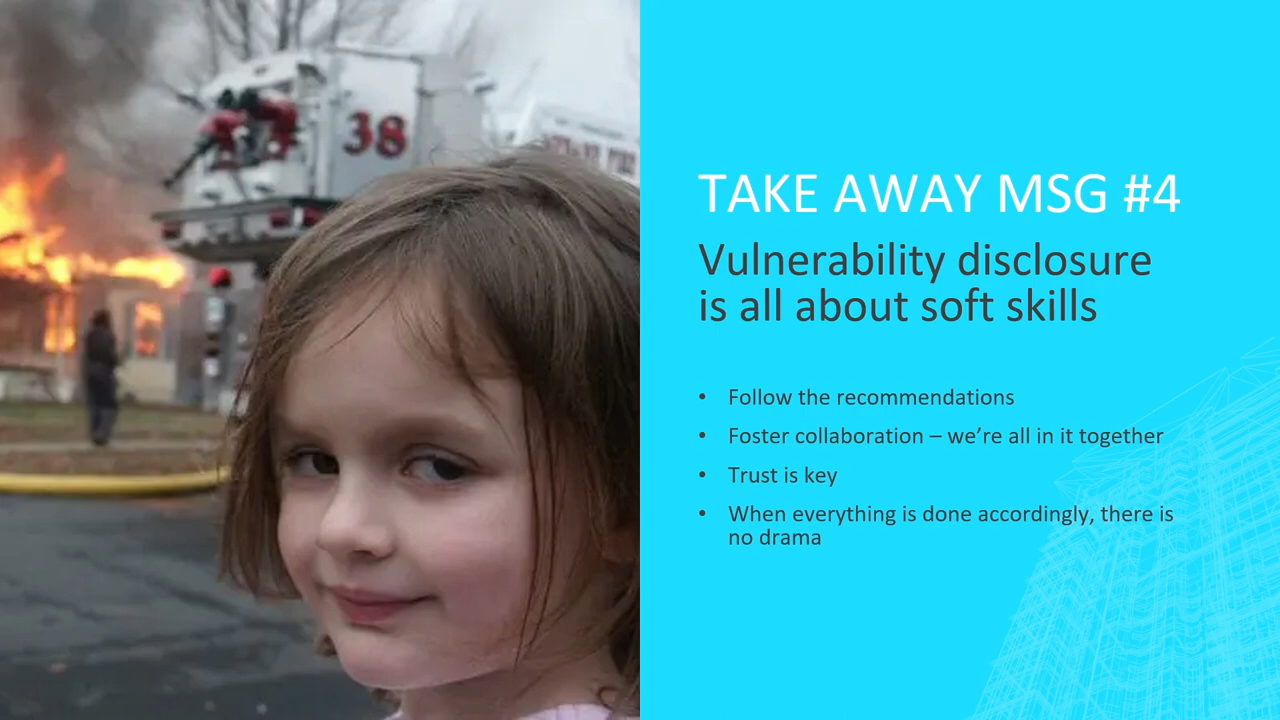 38
TAKE AWAY MSG #4
Vulnerability disclosure
is all about soft skills
• Follow the recommendations
• Foster collaboration – we’re all in it together
• Trust is key
• When everything is done accordingly, there is
no drama